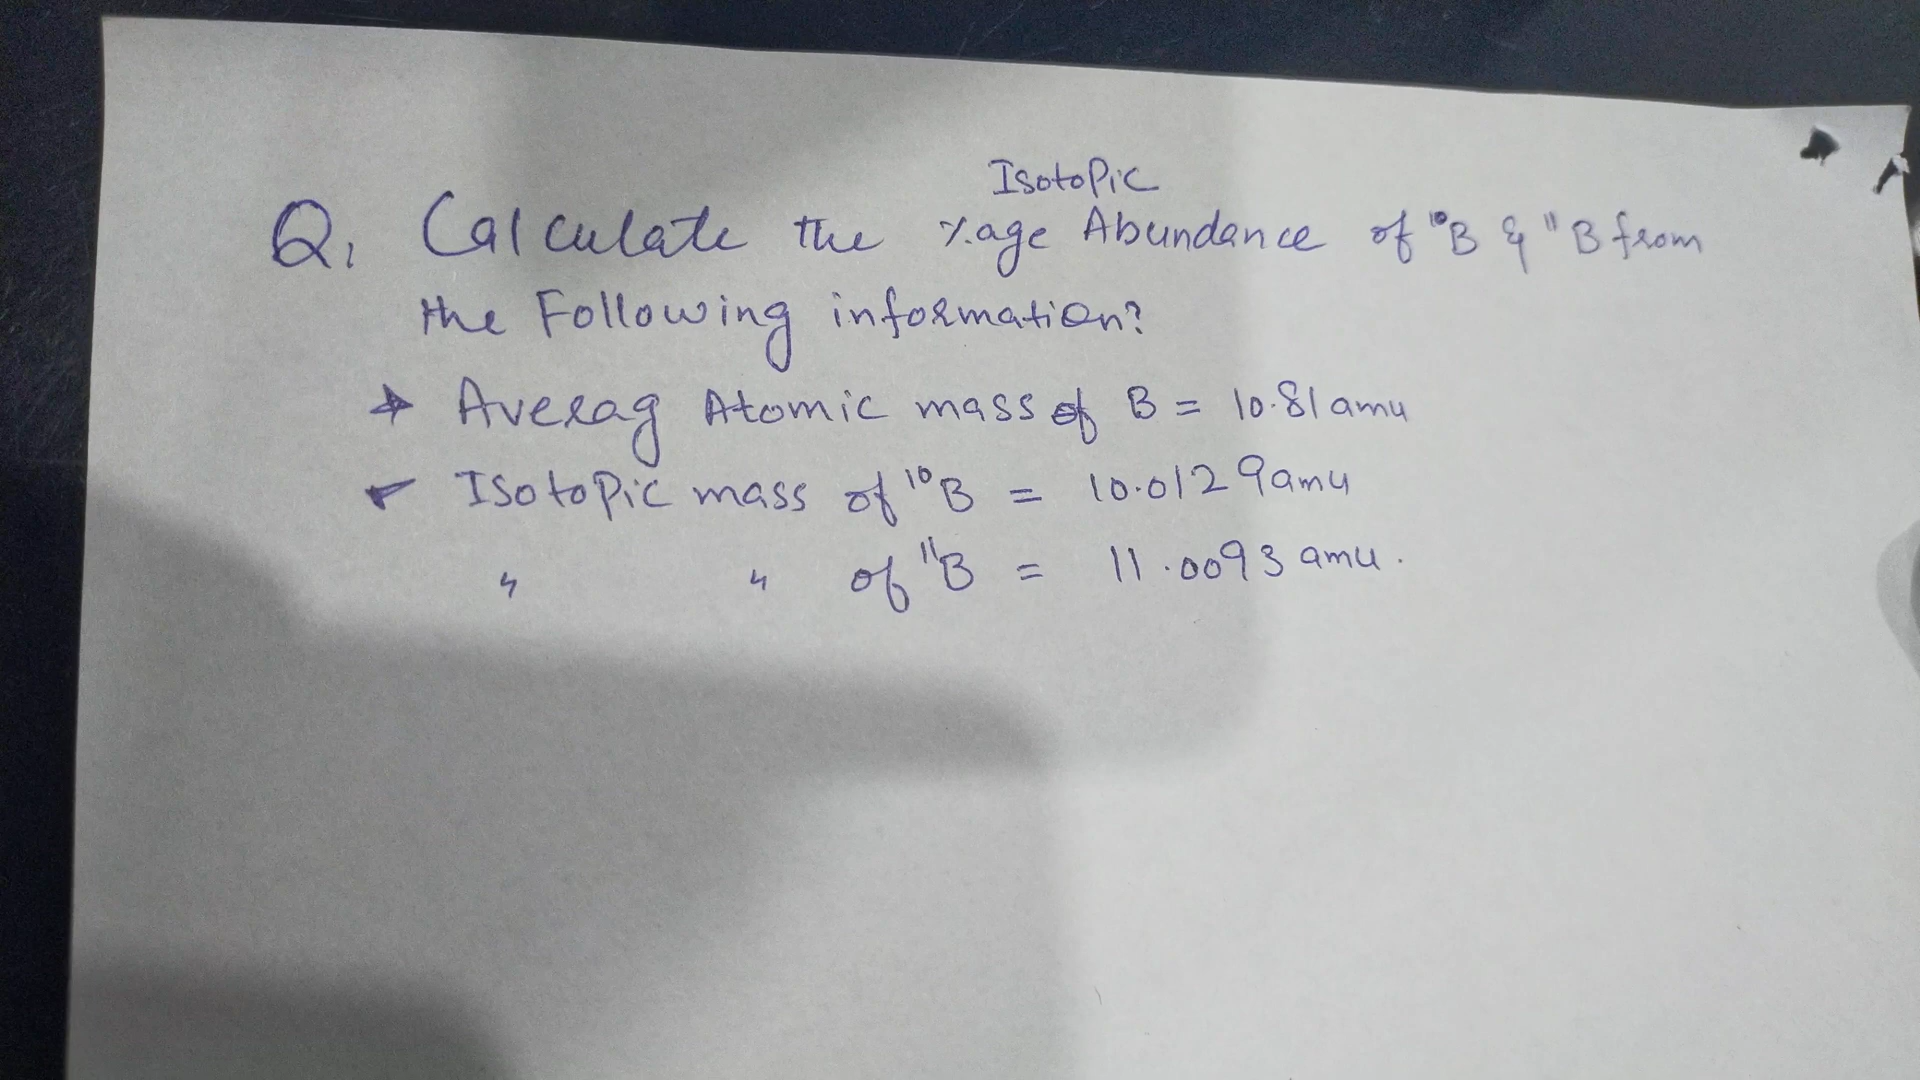 Isotopic
Q. Calculate the %age Abundance of ¹⁰B & ¹¹B from
the Following information?
* Averag Atomic mass of B = 10.81 amu
* Isotopic mass of ¹⁰B = 10.0129 amu
" " of ¹¹B = 11.0093 amu.